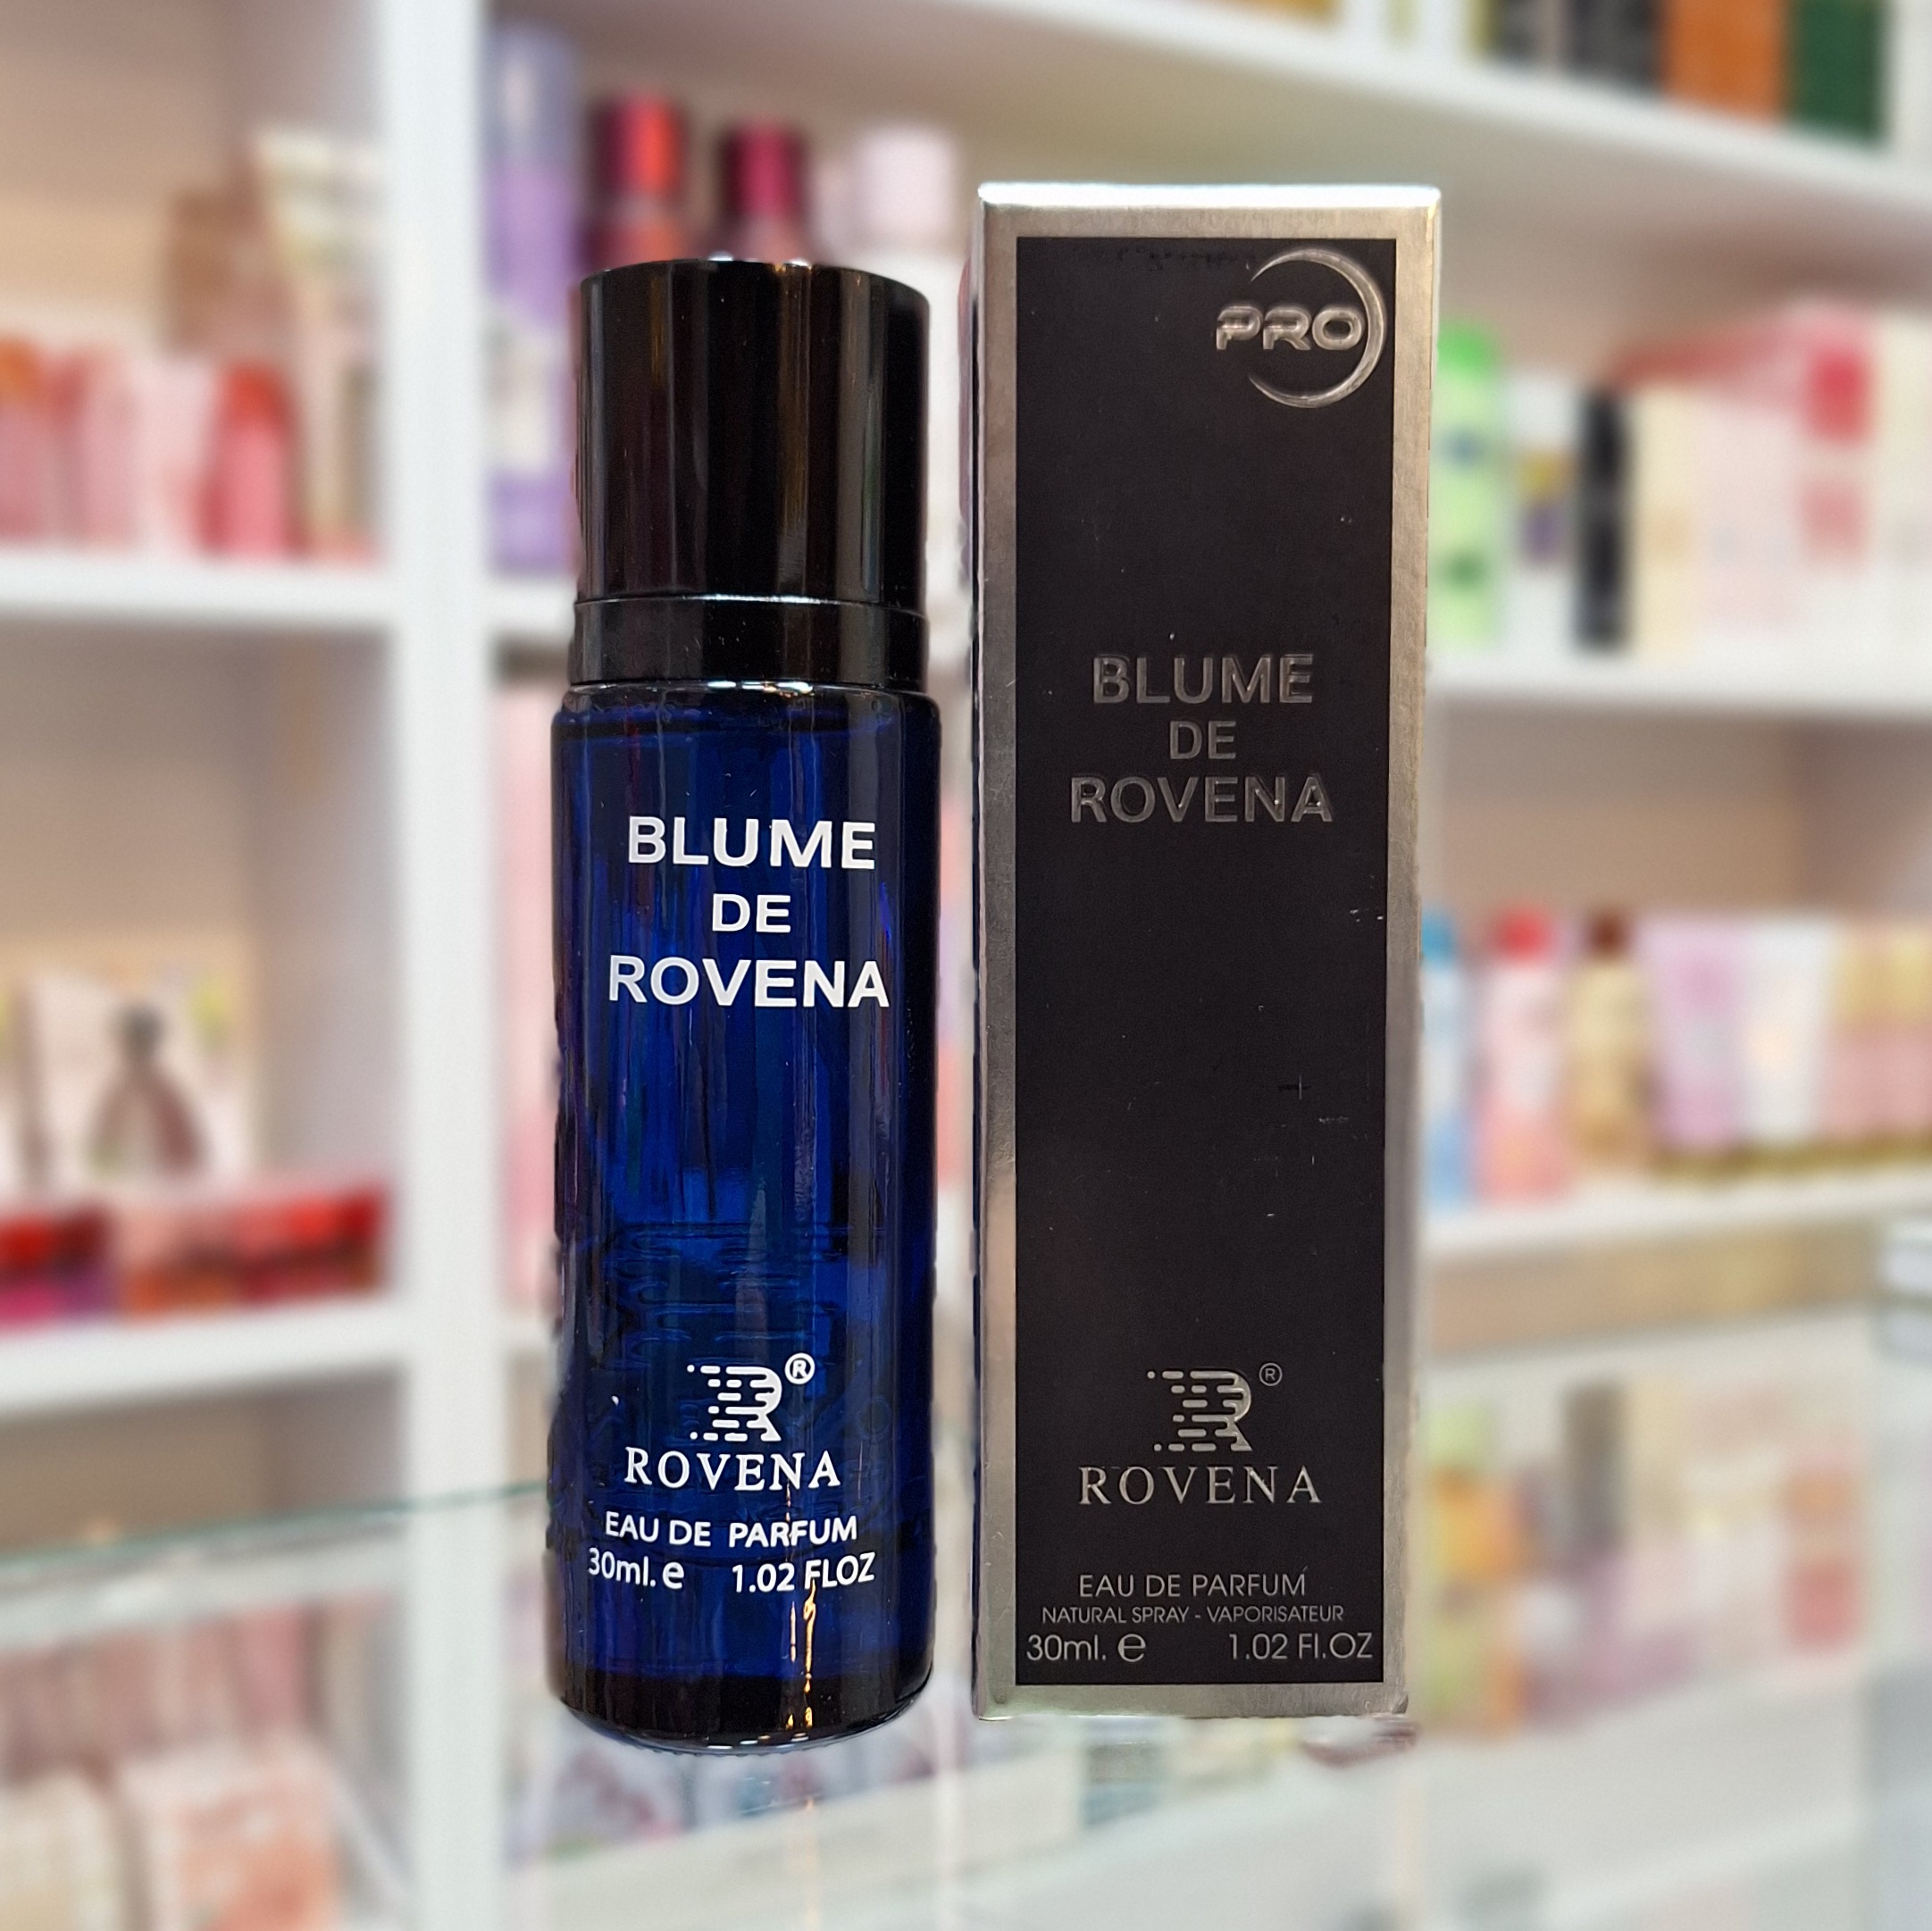 BLUME
DE
ROVENA
R®
ROVENA
EAU DE PARFUM
30ml. e 1.02 FLOZ
PRO
BLUME
DE
ROVENA
R®
ROVENA
EAU DE PARFUM
NATURAL SPRAY - VAPORISATEUR
30ml. e 1.02 Fl.OZ